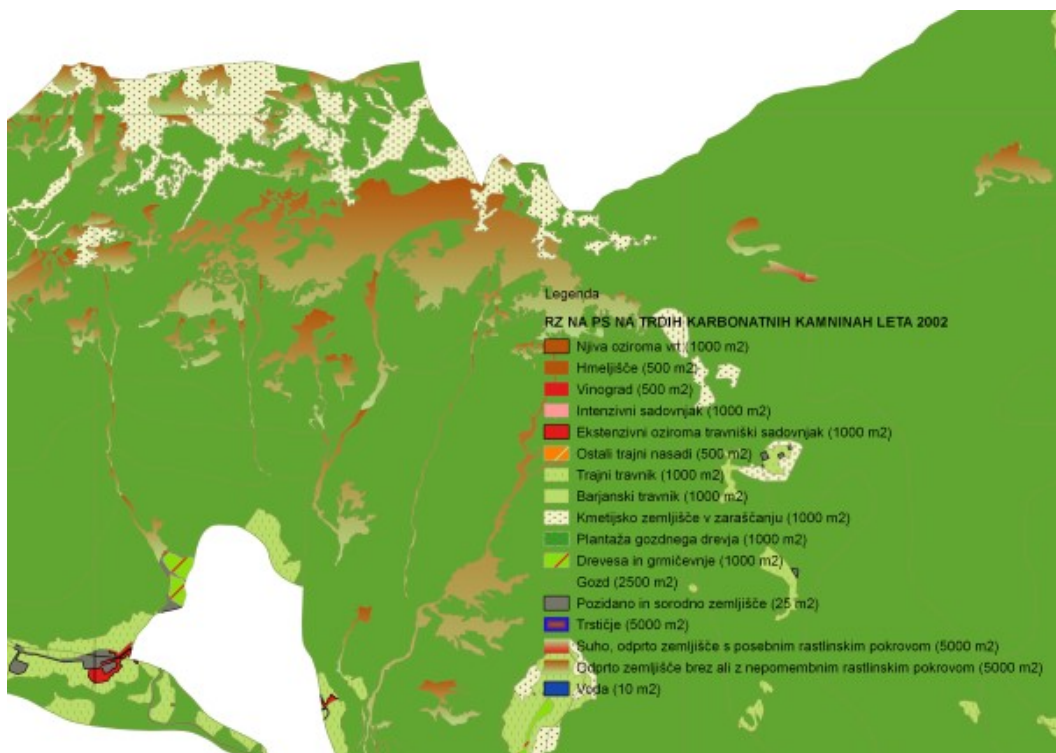 Legenda
RZ NA PS NA TRDIH KARBONATNIH KAMNINAH LETA 2002
Njiva oziroma vrt (1000 m2)
Hmeljišče (500 m2)
Vinograd (500 m2)
Intenzivni sadovnjak (1000 m2)
Ekstenzivni oziroma travniški sadovnjak (1000 m2)
Ostali trajni nasadi (500 m2)
Trajni travnik (1000 m2)
Barjanski travnik (1000 m2)
Kmetijsko zemljišče v zaraščanju (1000 m2)
Plantaža gozdnega drevja (1000 m2)
Drevesa in grmičevje (1000 m2)
Gozd (2500 m2)
Pozidano in sorodno zemljišče (25 m2)
Trstičje (5000 m2)
Suho, odprto zemljišče s posebnim rastlinskim pokrovom (5000 m2)
Odprto zemljišče brez ali z nepomembnim rastlinskim pokrovom (5000 m2)
Voda (10 m2)